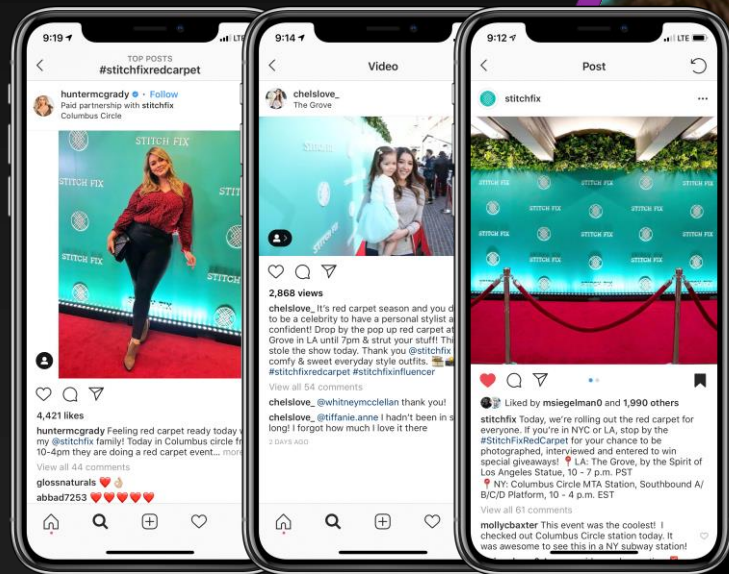 9:19
LTE
TOP POSTS
#stitchfixredcarpet
huntermcgrady • Follow
Paid partnership with stitchfix
Columbus Circle
STITCH FIX
STITCH FIX
STIT
STITCH FIX
STITCH
4,421 likes
huntermcgrady Feeling red carpet ready today w
my @stitchfix family! Today in Columbus circle fr
10-4pm they are doing a red carpet event... more
View all 44 comments
glossnaturals ❤️👌🏼
abbad7253 ❤️❤️❤️❤️❤️
9:14
Video
chelslove_
The Grove
STITCH FIX
2,868 views
chelslove_ It's red carpet season and you d
to be a celebrity to have a personal stylist a
confident! Drop by the pop up red carpet at
Grove in LA until 7pm & strut your stuff! Thi
stole the show today. Thank you @stitchfix
comfy & sweet everyday style outfits.
#stitchfixredcarpet #stitchfixinfluencer
View all 54 comments
chelslove_ @whitneymcclellan thank you!
chelslove_ @tiffanie.anne I hadn't been in s
long! I forgot how much I love it there
2 DAYS AGO
9:12
LTE
Post
stitchfix
STITCH FIX
STITCH FIX
STITCH FIX
STITCH FIX
STITCH FIX
STITCH FIX
Liked by msiegelman0 and 1,990 others
stitchfix Today, we're rolling out the red carpet for
everyone. If you're in NYC or LA, stop by the
#StitchFixRedCarpet for your chance to be
photographed, interviewed and entered to win
special giveaways! 📍 LA: The Grove, by the Spirit of
Los Angeles Statue, 10 - 7 p.m. PST
📍 NY: Columbus Circle MTA Station, Southbound A/
B/C/D Platform, 10 - 4 p.m. EST
View all 61 comments
mollycbaxter This event was the coolest! I
checked out Columbus Circle station today. It
was awesome to see this in a NY subway station!